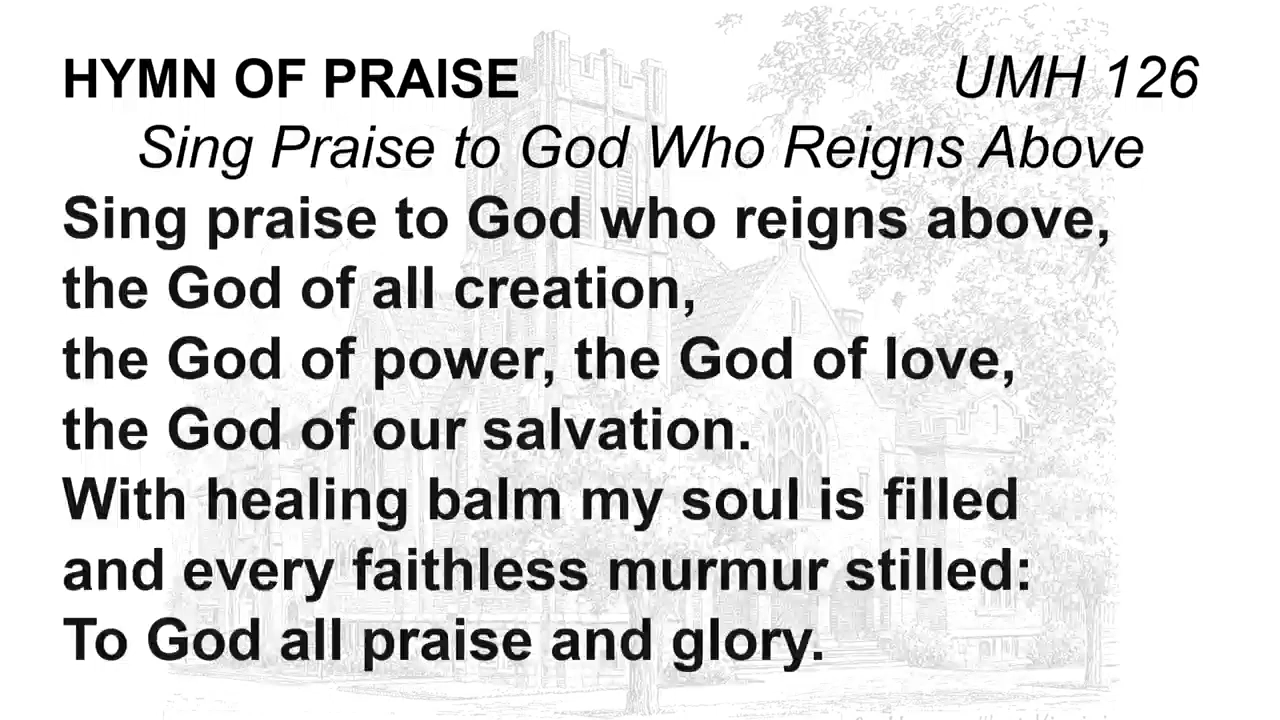 HYMN OF PRAISE UMH 126
Sing Praise to God Who Reigns Above
Sing praise to God who reigns above,
the God of all creation,
the God of power, the God of love,
the God of our salvation.
With healing balm my soul is filled
and every faithless murmur stilled:
To God all praise and glory.